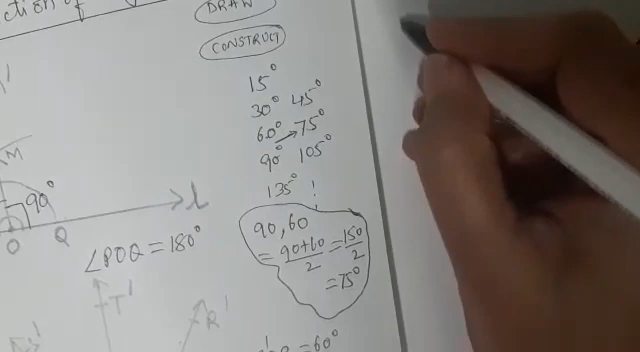 ction of
DRAW
CONSTRUCT
15°
30° 45°
60° 75°
90° 105°
135° !
M
90°
l
O Q
∠POQ = 180°
90, 60
= 90+60/2 = 150/2
= 75°
T'
R'
= 60°